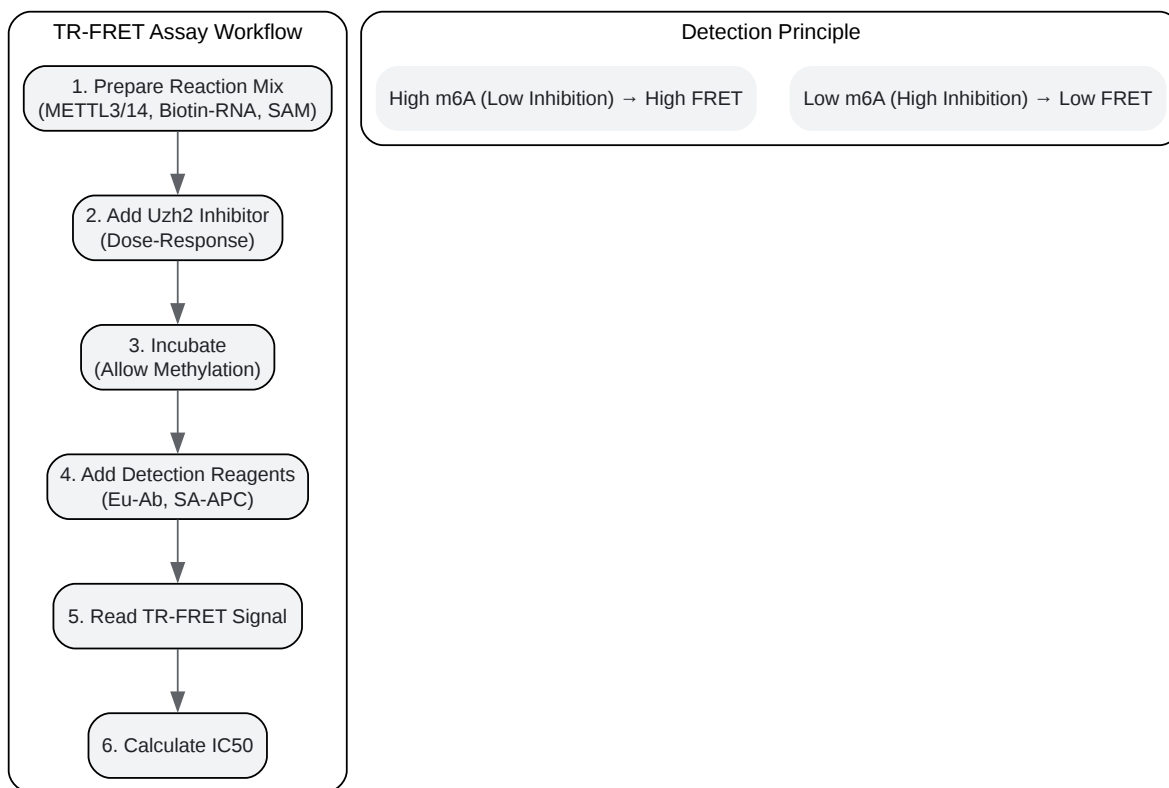 TR-FRET Assay Workflow
1. Prepare Reaction Mix
(METTL3/14, Biotin-RNA, SAM)
2. Add Uzh2 Inhibitor
(Dose-Response)
3. Incubate
(Allow Methylation)
4. Add Detection Reagents
(Eu-Ab, SA-APC)
5. Read TR-FRET Signal
6. Calculate IC50
Detection Principle
High m6A (Low Inhibition) → High FRET
Low m6A (High Inhibition) → Low FRET